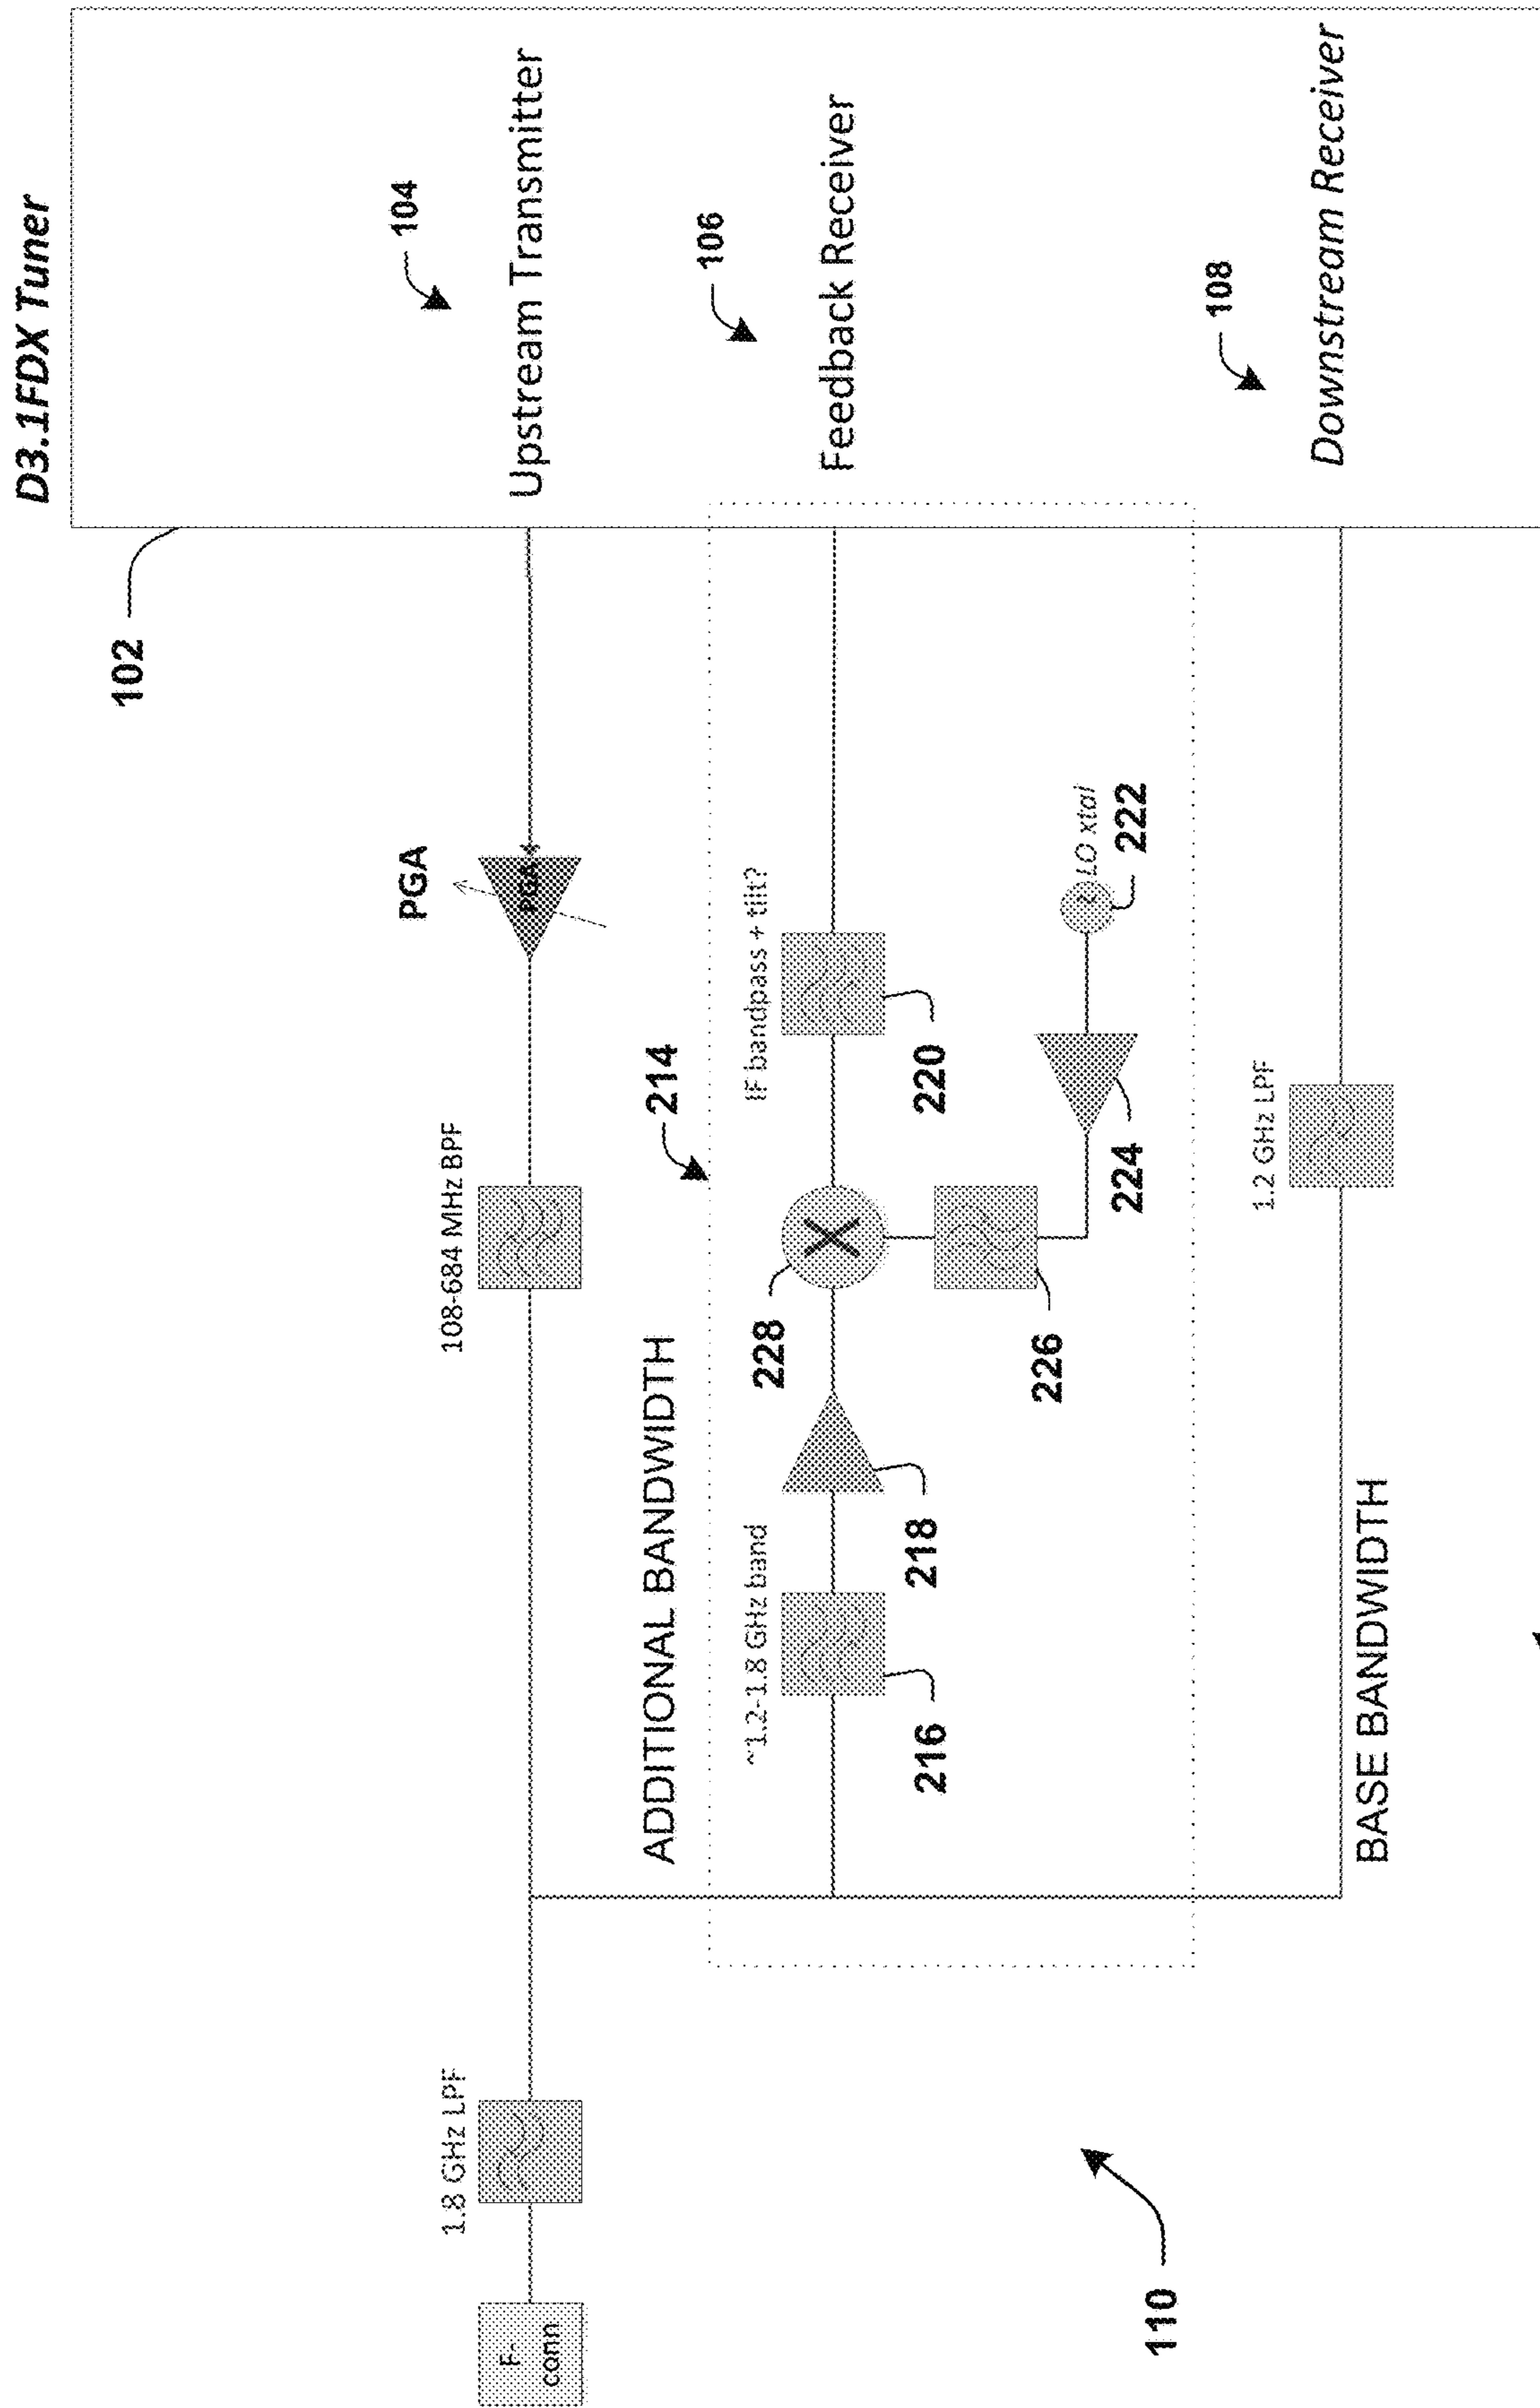 D3.1FDX Tuner
102
104
Upstream Transmitter
106
Feedback Receiver
108
Downstream Receiver
F-
conn
1.8 GHz LPF
108-684 MHz BPF
PGA
PGA
ADDITIONAL BANDWIDTH
214
~1.2-1.8 GHz band
216
218
228
IF bandpass + tilt?
220
226
224
LO xtal
222
1.2 GHz LPF
BASE BANDWIDTH
110